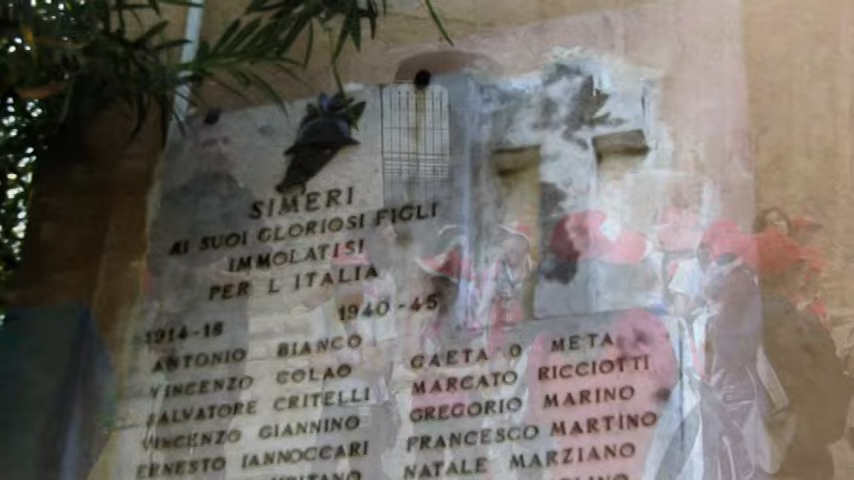 SIMERI
AI SUOI GLORIOSI FIGLI
IMMOLATISI
PER L ITALIA
1914-18
1940-45
ANTONIO BIANCO
VINCENZO COLAO
SALVATORE CRITELLI
VINCENZO GIANNINO
ERNESTO IANNOCCARI
GAETA O META
MARCATO RICCIOTTI
GREGORIO MARINO
FRANCESCO MARTINO
NATALE MARZIANO